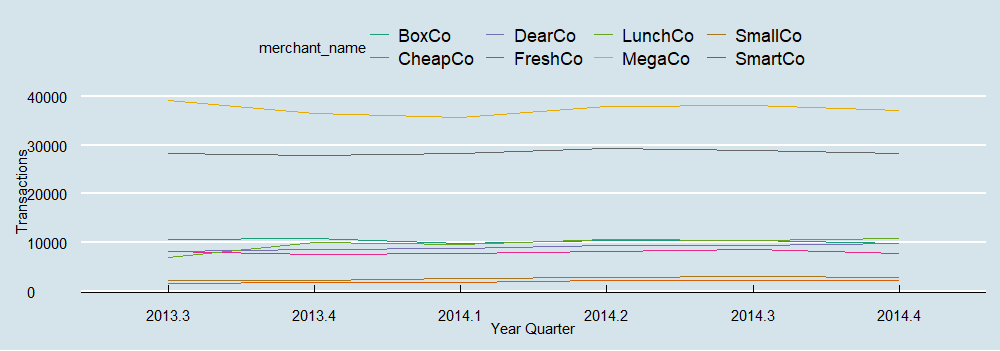 merchant_name
BoxCo DearCo LunchCo SmallCo
CheapCo FreshCo MegaCo SmartCo
Transactions
40000
30000
20000
10000
0
2013.3 2013.4 2014.1 2014.2 2014.3 2014.4
Year Quarter